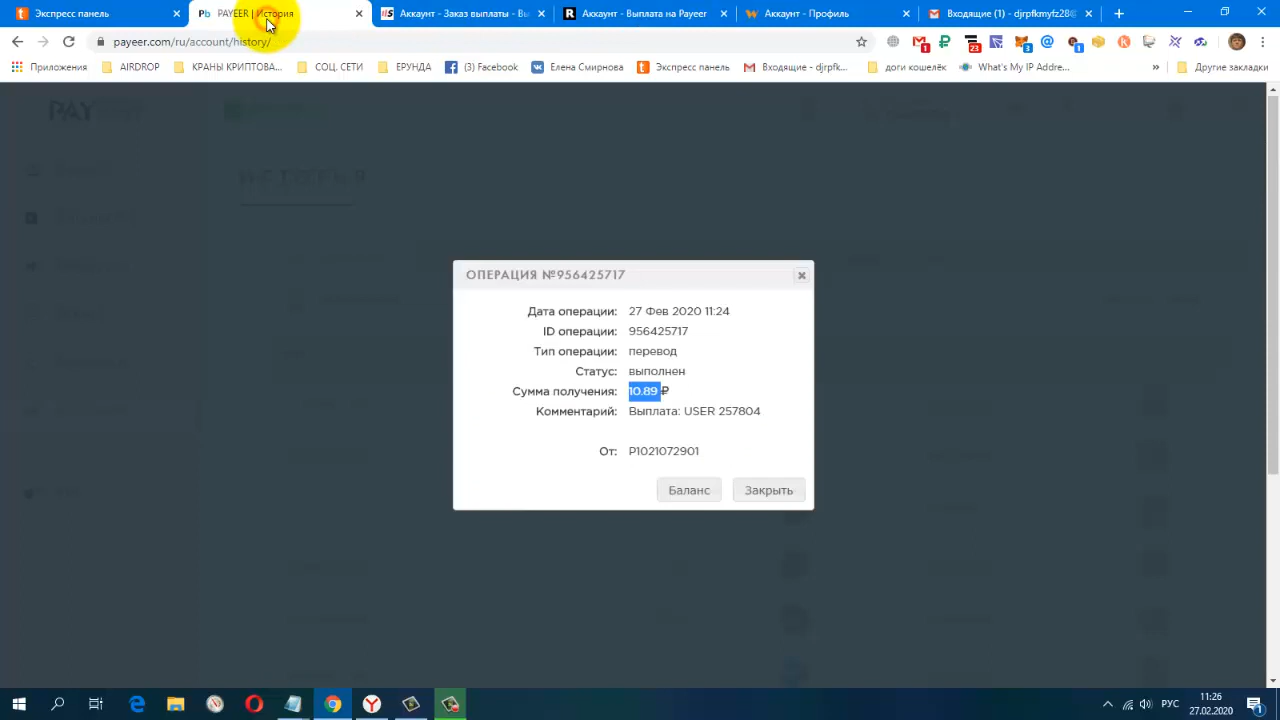 Экспресс панель
PAYEER | История
Аккаунт - Заказ выплаты - Вы
Аккаунт - Выплата на Payeer
Аккаунт - Профиль
Входящие (1) - djrpfkmyfz28@
payeer.com/ru/account/history/
Приложения
AIRDROP
КРАНЫ КРИПТОВА...
СОЦ. СЕТИ
ЕРУНДА
(3) Facebook
Елена Смирнова
Экспресс панель
Входящие - djrpfk...
доги кошелёк
What's My IP Addre...
»
Другие закладки
ОПЕРАЦИЯ №956425717
Дата операции: 27 Фев 2020 11:24
ID операции: 956425717
Тип операции: перевод
Статус: выполнен
Сумма получения: 10.89 ₽
Комментарий: Выплата: USER 257804
От: P1021072901
Баланс
Закрыть
РУС
11:26
27.02.2020